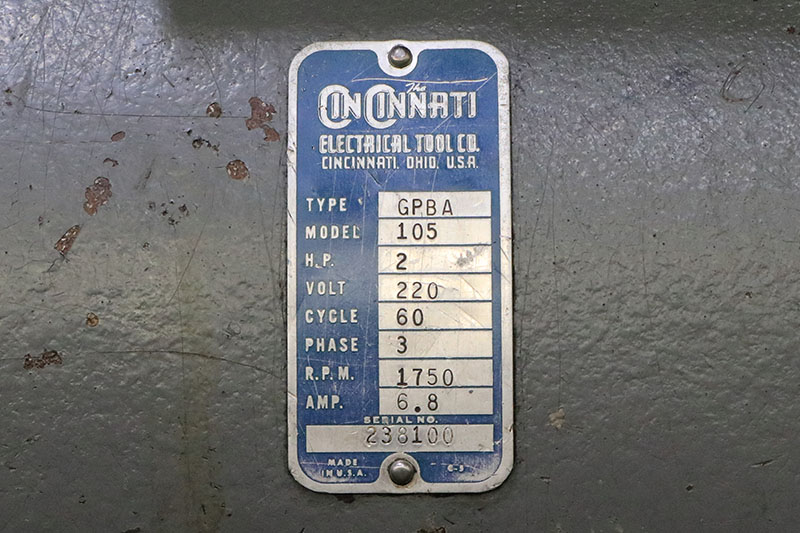 The
CINCINNATI
ELECTRICAL TOOL CO.
CINCINNATI, OHIO, U.S.A.
TYPE GPBA
MODEL 105
H.P. 2
VOLT 220
CYCLE 60
PHASE 3
R.P.M. 1750
AMP. 6.8
SERIAL NO.
238100
MADE IN U.S.A.
C-5